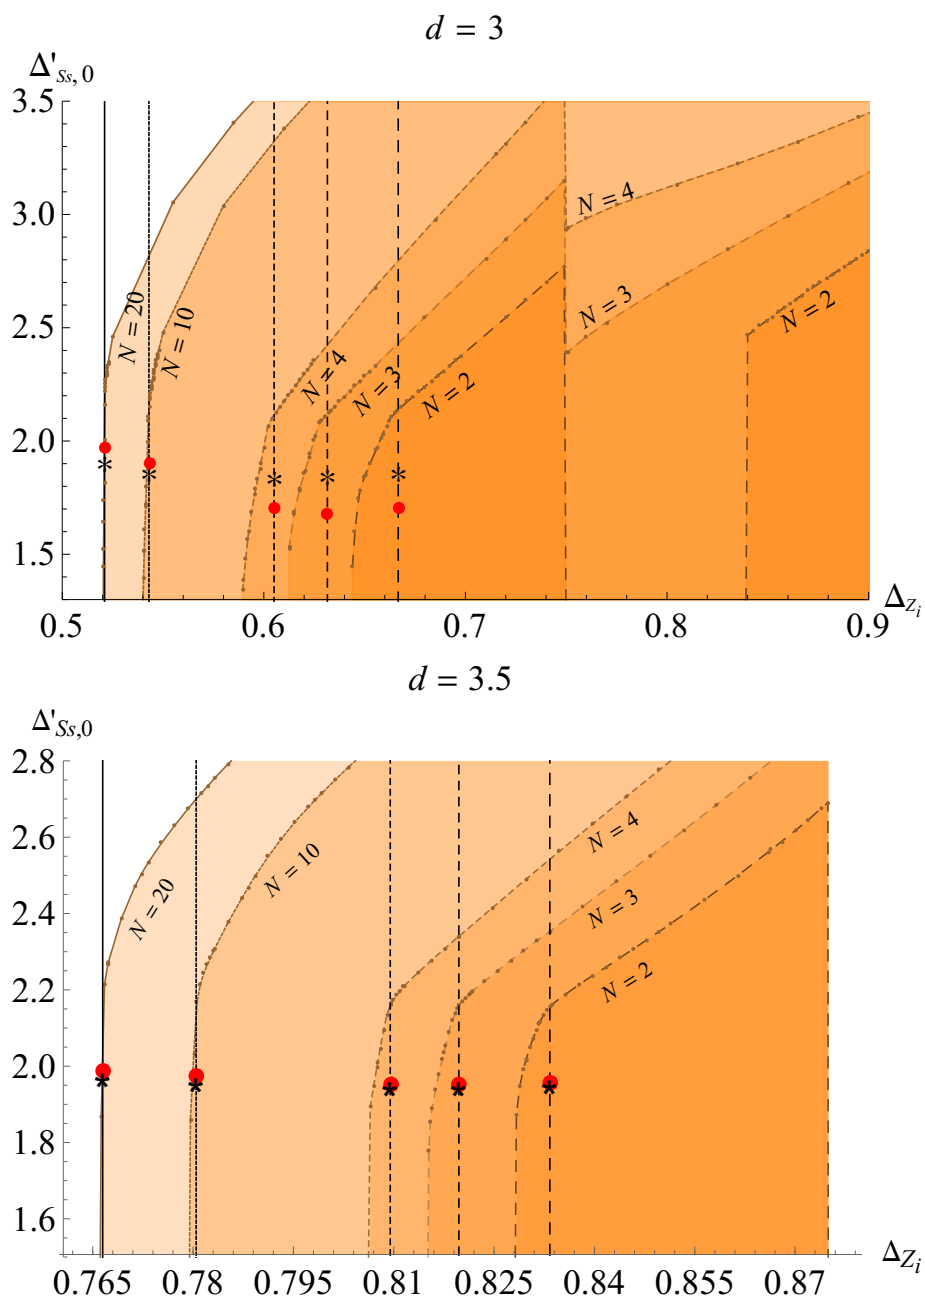 d = 3
Δ'Ss, 0
3.5
3.0
2.5
2.0
1.5
N = 20
N = 10
N = 4
N = 3
N = 2
N = 4
N = 3
N = 2
* * * * *
0.5 0.6 0.7 0.8 0.9
ΔZi
d = 3.5
Δ'Ss,0
2.8
2.6
2.4
2.2
2.0
1.8
1.6
N = 20
N = 10
N = 4
N = 3
N = 2
* * * * *
0.765 0.78 0.795 0.81 0.825 0.84 0.855 0.87
ΔZi